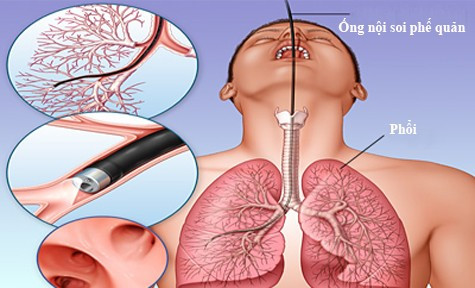 Ống nội soi phế quản
Phổi